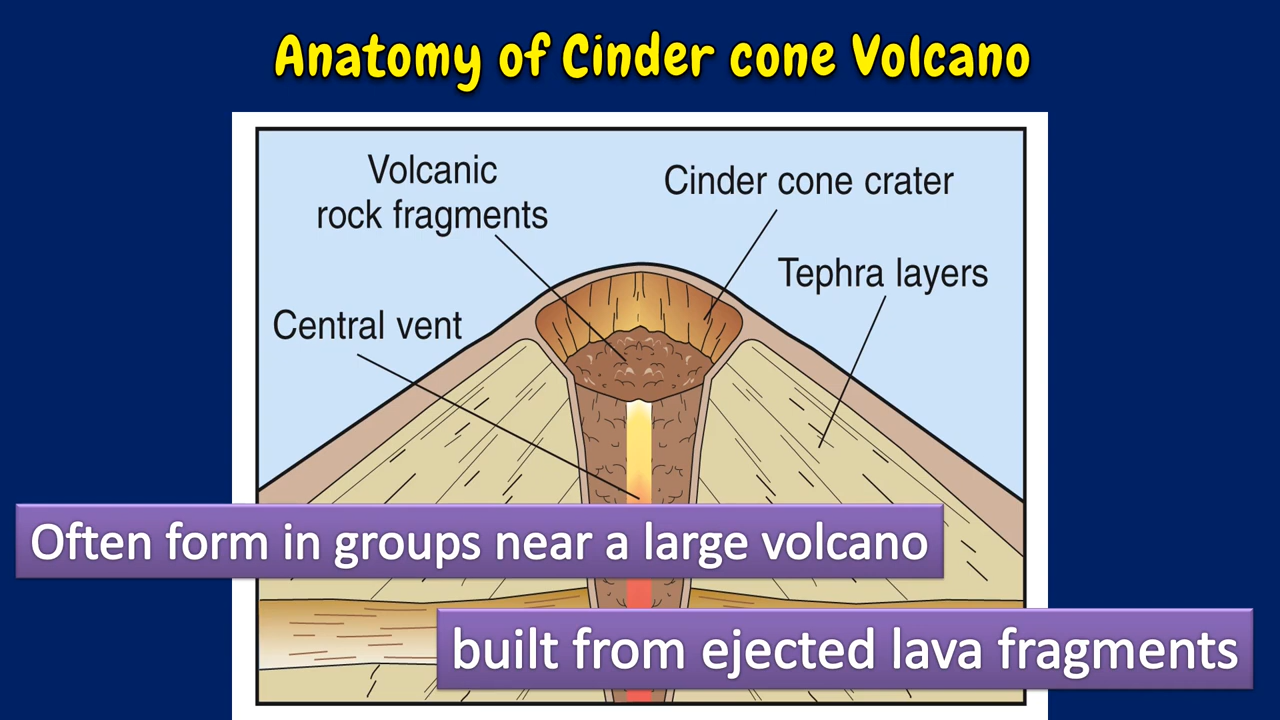 Anatomy of Cinder cone Volcano
Volcanic
rock fragments
Cinder cone crater
Tephra layers
Central vent
Often form in groups near a large volcano
built from ejected lava fragments